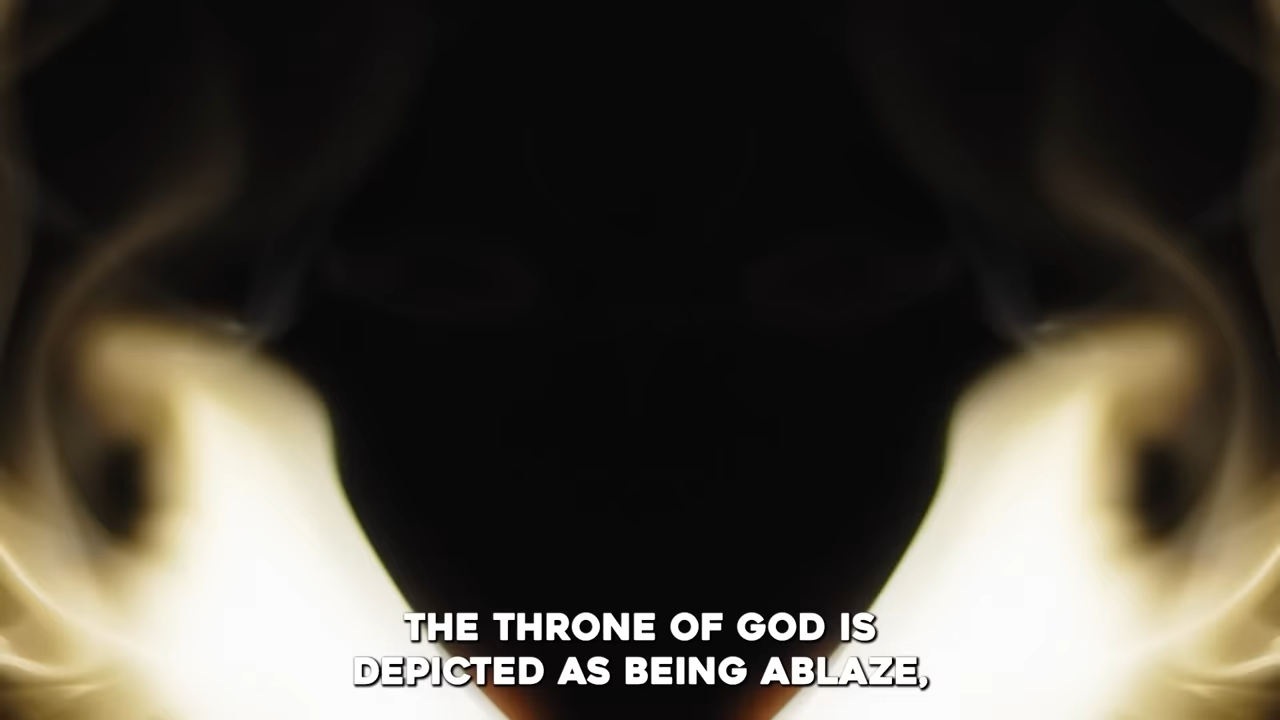 THE THRONE OF GOD IS
DEPICTED AS BEING ABLAZE,